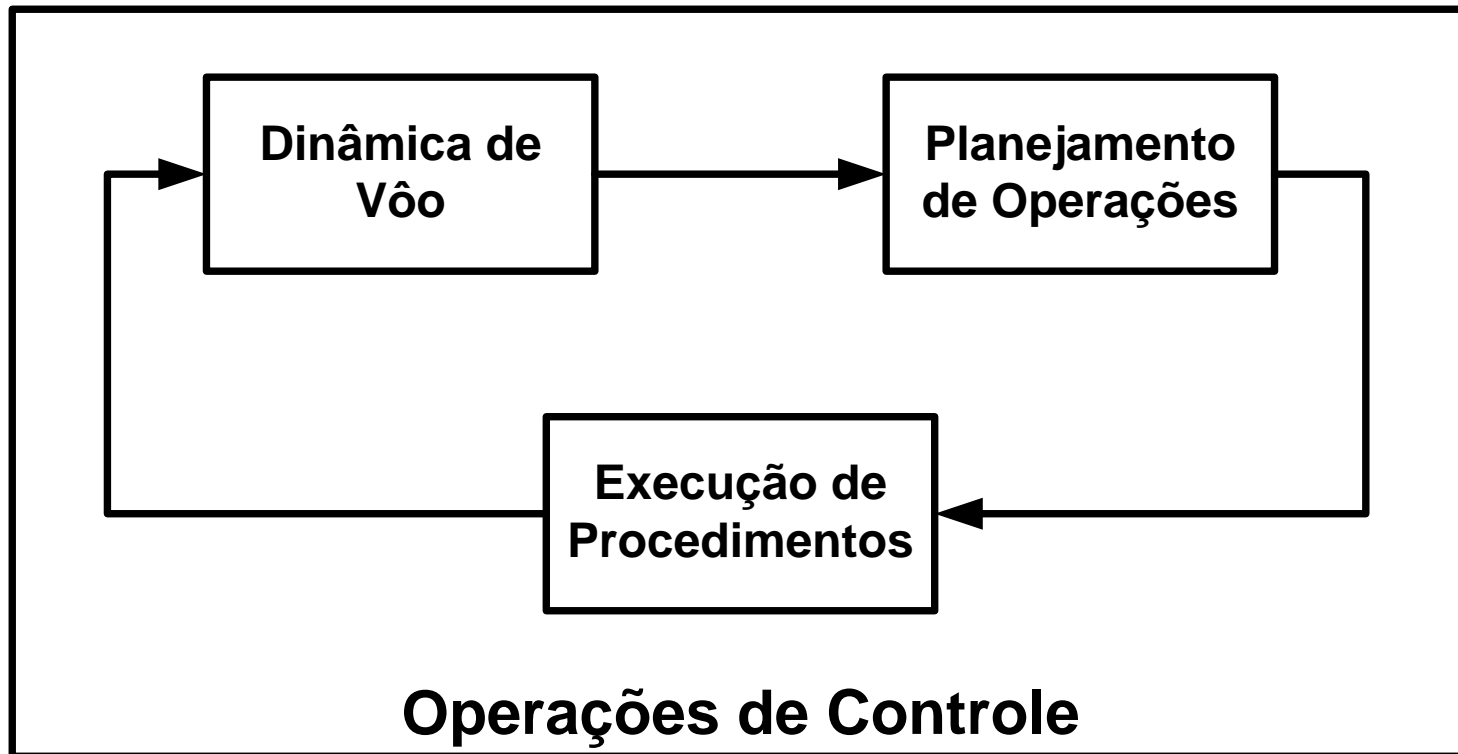 Dinâmica de
Vôo
Planejamento
de Operações
Execução de
Procedimentos
Operações de Controle